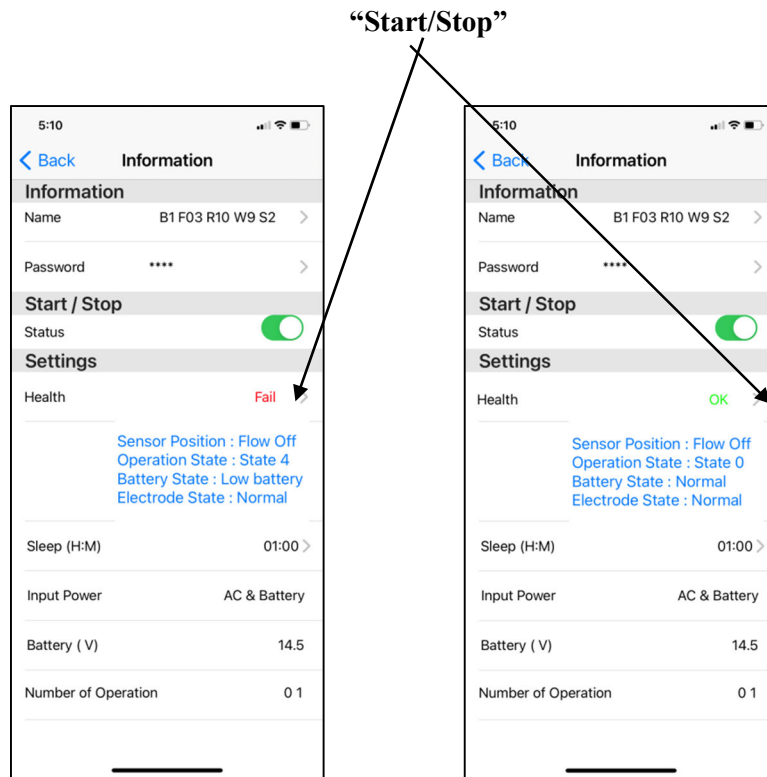 “Start/Stop”
5:10
Back Information
Information
Name B1 F03 R10 W9 S2
Password ****
Start / Stop
Status
Settings
Health Fail
Sensor Position : Flow Off
Operation State : State 4
Battery State : Low battery
Electrode State : Normal
Sleep (H:M) 01:00
Input Power AC & Battery
Battery ( V) 14.5
Number of Operation 0 1
5:10
Back Information
Information
Name B1 F03 R10 W9 S2
Password ****
Start / Stop
Status
Settings
Health OK
Sensor Position : Flow Off
Operation State : State 0
Battery State : Normal
Electrode State : Normal
Sleep (H:M) 01:00
Input Power AC & Battery
Battery ( V) 14.5
Number of Operation 0 1